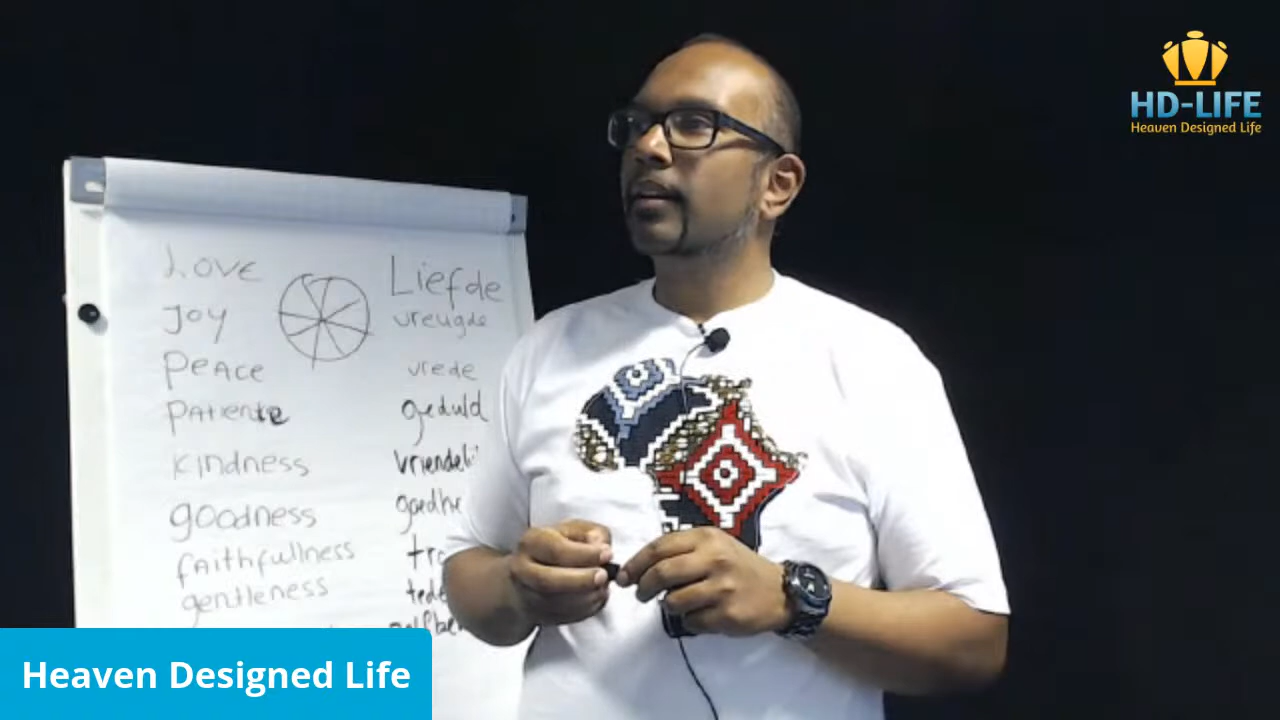 HD-LIFE
Heaven Designed Life
Love Liefde
Joy vreugde
Peace vrede
geduld
kindness
goodness
faithfullness
gentleness
Heaven Designed Life